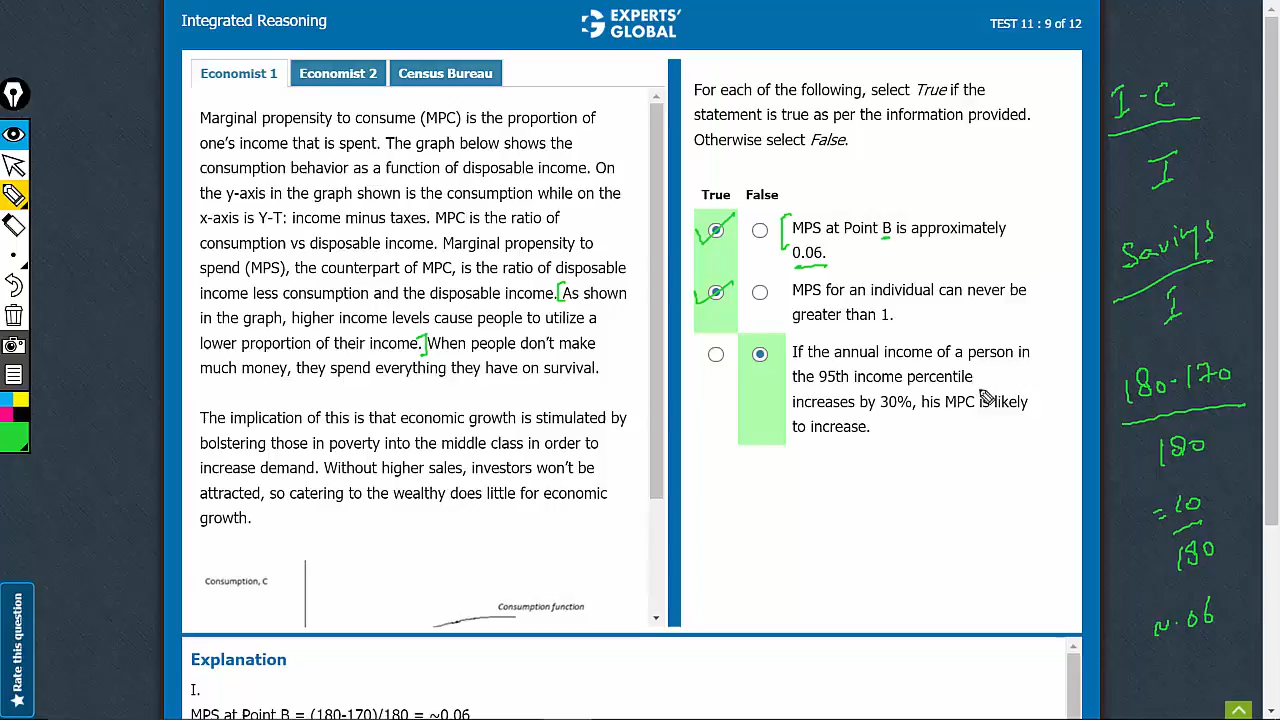 Integrated Reasoning
EXPERTS'
GLOBAL
TEST 11 : 9 of 12
Economist 1
Economist 2
Census Bureau
Marginal propensity to consume (MPC) is the proportion of
one's income that is spent. The graph below shows the
consumption behavior as a function of disposable income. On
the y-axis in the graph shown is the consumption while on the
x-axis is Y-T: income minus taxes. MPC is the ratio of
consumption vs disposable income. Marginal propensity to
spend (MPS), the counterpart of MPC, is the ratio of disposable
income less consumption and the disposable income. [As shown
in the graph, higher income levels cause people to utilize a
lower proportion of their income.] When people don't make
much money, they spend everything they have on survival.
The implication of this is that economic growth is stimulated by
bolstering those in poverty into the middle class in order to
increase demand. Without higher sales, investors won't be
attracted, so catering to the wealthy does little for economic
growth.
Consumption, C
Consumption function
For each of the following, select True if the
statement is true as per the information provided.
Otherwise select False.
True False
MPS at Point B is approximately
0.06.
MPS for an individual can never be
greater than 1.
If the annual income of a person in
the 95th income percentile
increases by 30%, his MPC is likely
to increase.
I - C
I
Savings
I
180-170
180
= 10
180
~ .06
Rate this question
Explanation
I.
MPS at Point B = (180-170)/180 = ~0.06